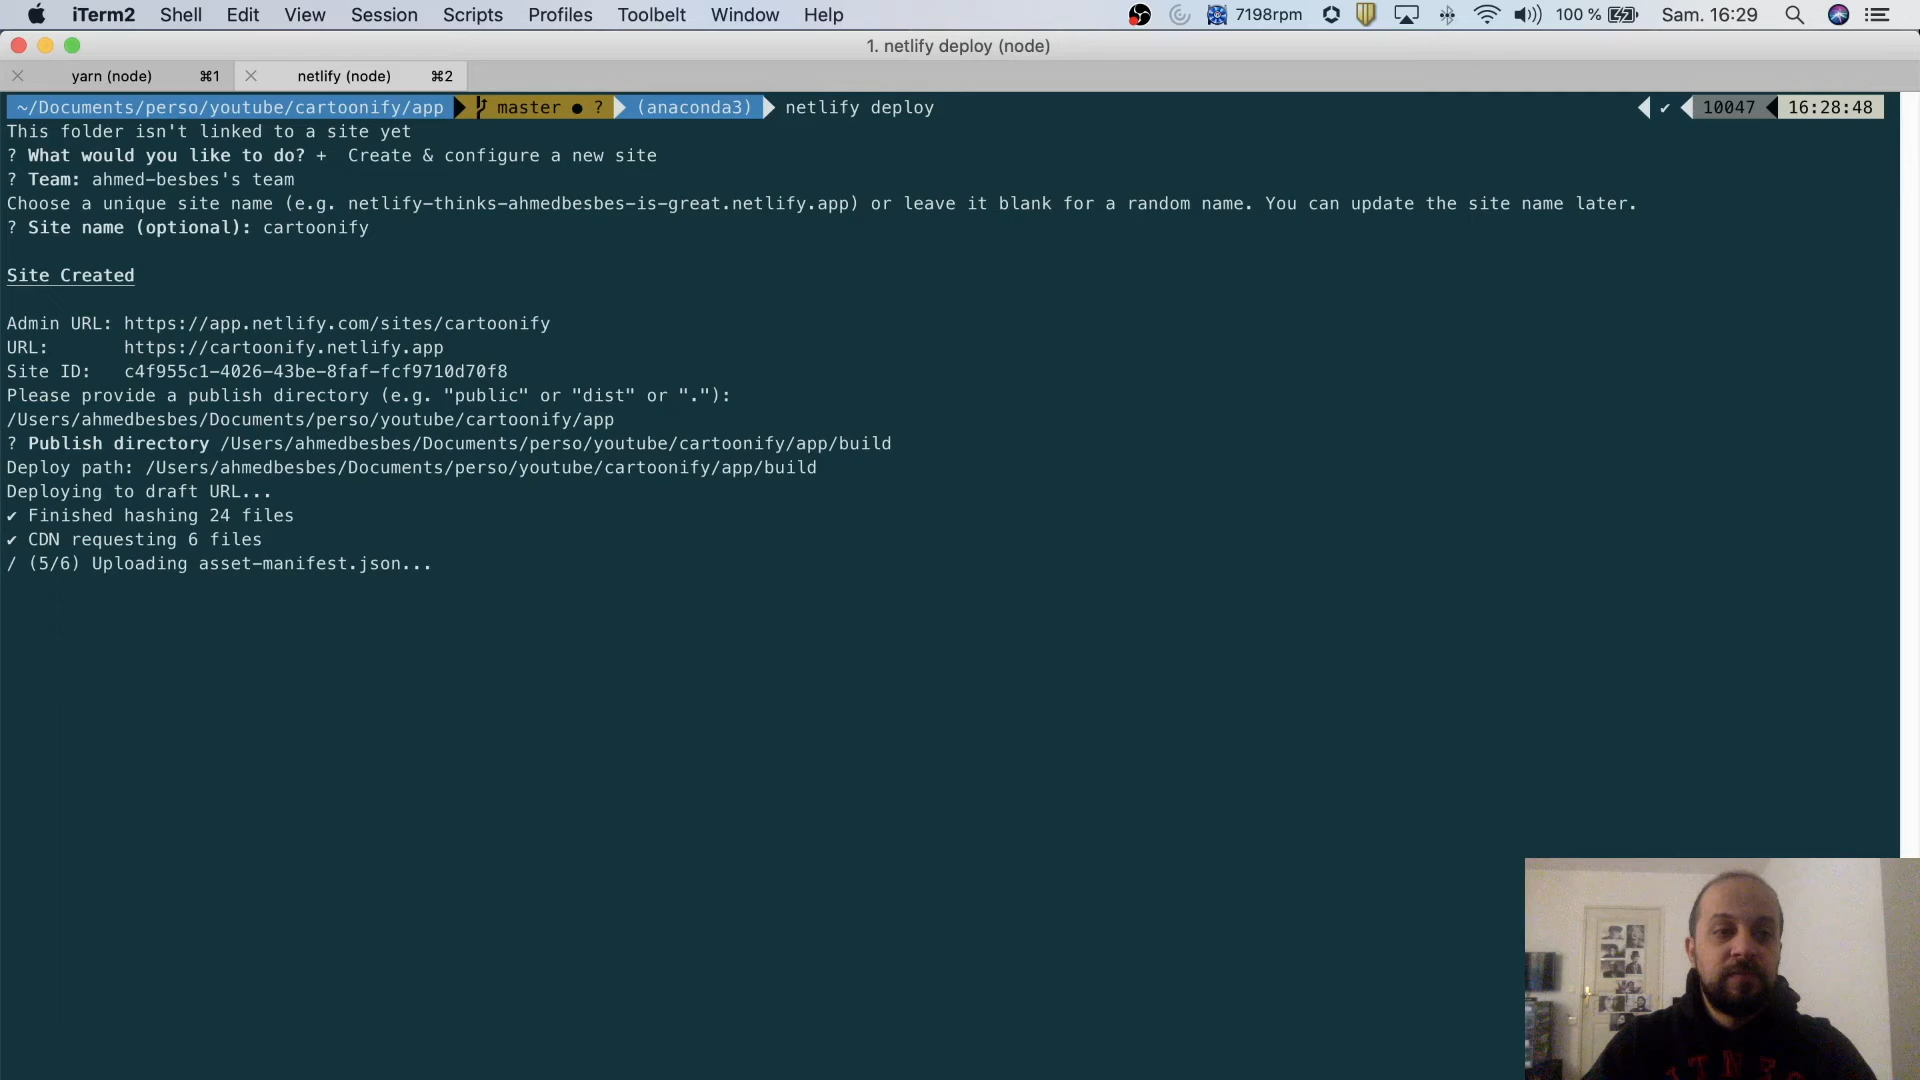 iTerm2 Shell Edit View Session Scripts Profiles Toolbelt Window Help 7198rpm 100 % Sam. 16:29
1. netlify deploy (node)
yarn (node) ⌘1 netlify (node) ⌘2
~/Documents/perso/youtube/cartoonify/app master ● ? (anaconda3) netlify deploy ✔ 10047 16:28:48
This folder isn't linked to a site yet
? What would you like to do? + Create & configure a new site
? Team: ahmed-besbes's team
Choose a unique site name (e.g. netlify-thinks-ahmedbesbes-is-great.netlify.app) or leave it blank for a random name. You can update the site name later.
? Site name (optional): cartoonify
Site Created
Admin URL: https://app.netlify.com/sites/cartoonify
URL: https://cartoonify.netlify.app
Site ID: c4f955c1-4026-43be-8faf-fcf9710d70f8
Please provide a publish directory (e.g. "public" or "dist" or "."):
/Users/ahmedbesbes/Documents/perso/youtube/cartoonify/app
? Publish directory /Users/ahmedbesbes/Documents/perso/youtube/cartoonify/app/build
Deploy path: /Users/ahmedbesbes/Documents/perso/youtube/cartoonify/app/build
Deploying to draft URL...
✔ Finished hashing 24 files
✔ CDN requesting 6 files
/ (5/6) Uploading asset-manifest.json...